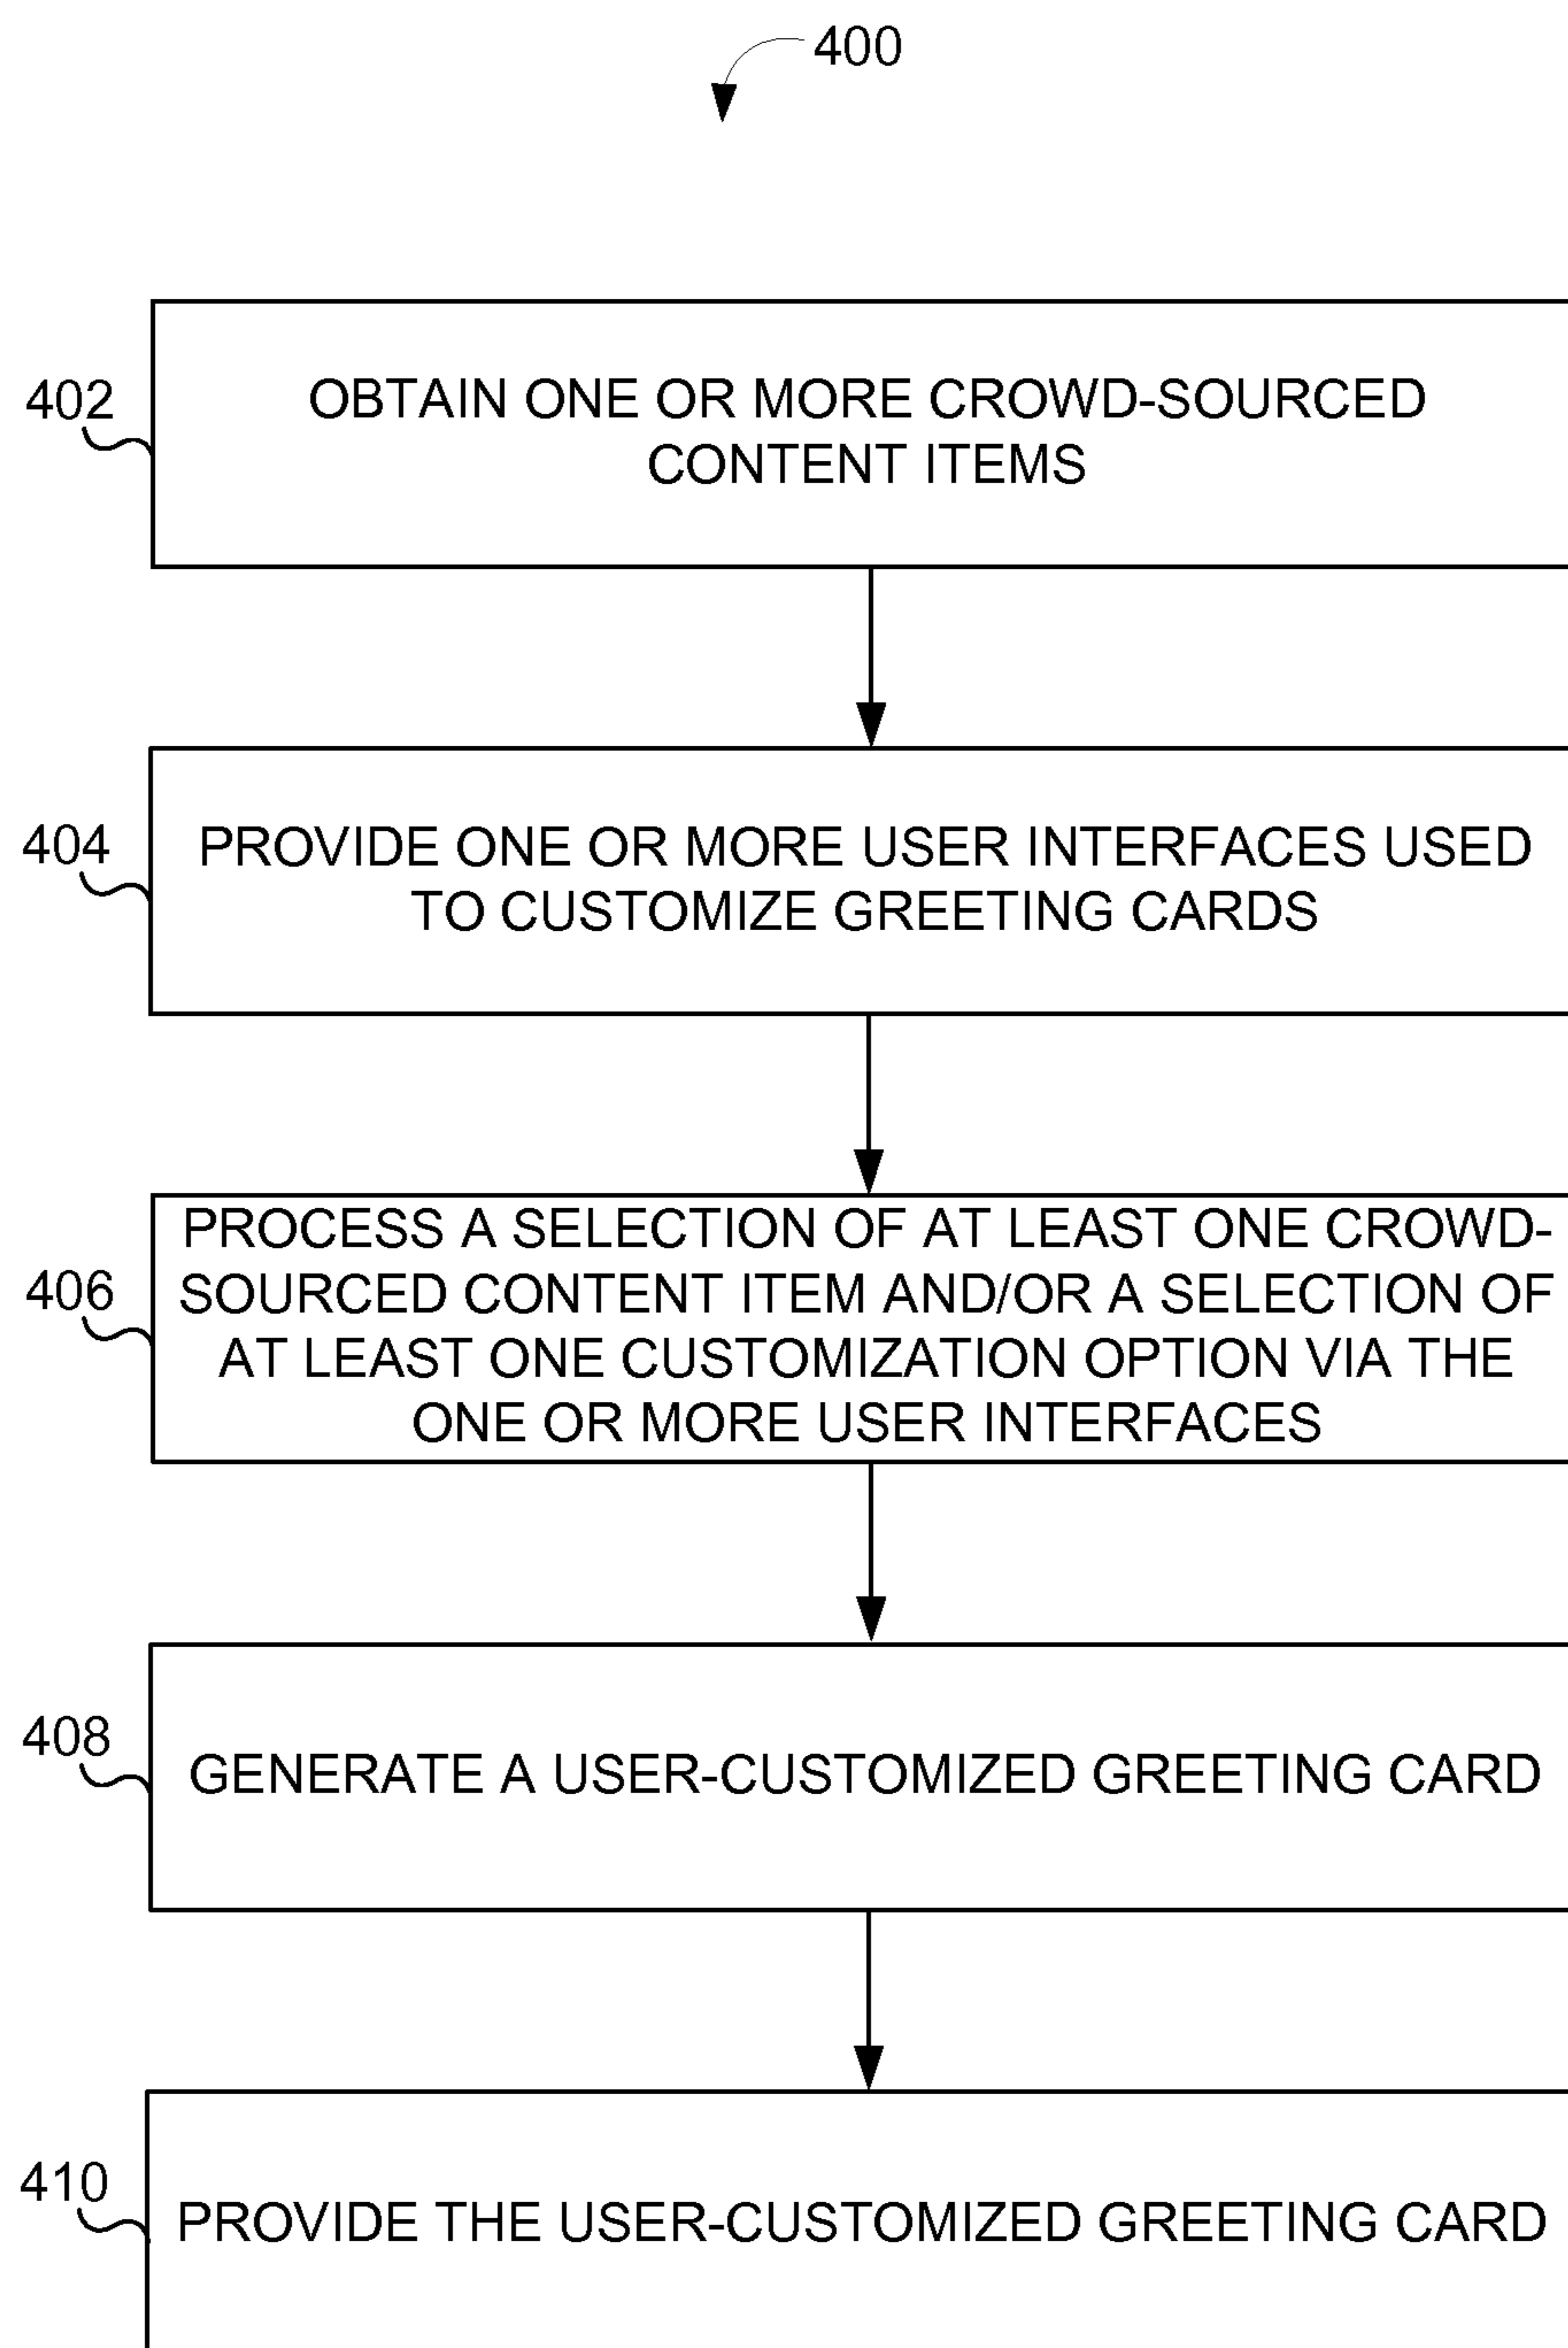 400
402
OBTAIN ONE OR MORE CROWD-SOURCED
CONTENT ITEMS
404
PROVIDE ONE OR MORE USER INTERFACES USED
TO CUSTOMIZE GREETING CARDS
406
PROCESS A SELECTION OF AT LEAST ONE CROWD-
SOURCED CONTENT ITEM AND/OR A SELECTION OF
AT LEAST ONE CUSTOMIZATION OPTION VIA THE
ONE OR MORE USER INTERFACES
408
GENERATE A USER-CUSTOMIZED GREETING CARD
410
PROVIDE THE USER-CUSTOMIZED GREETING CARD